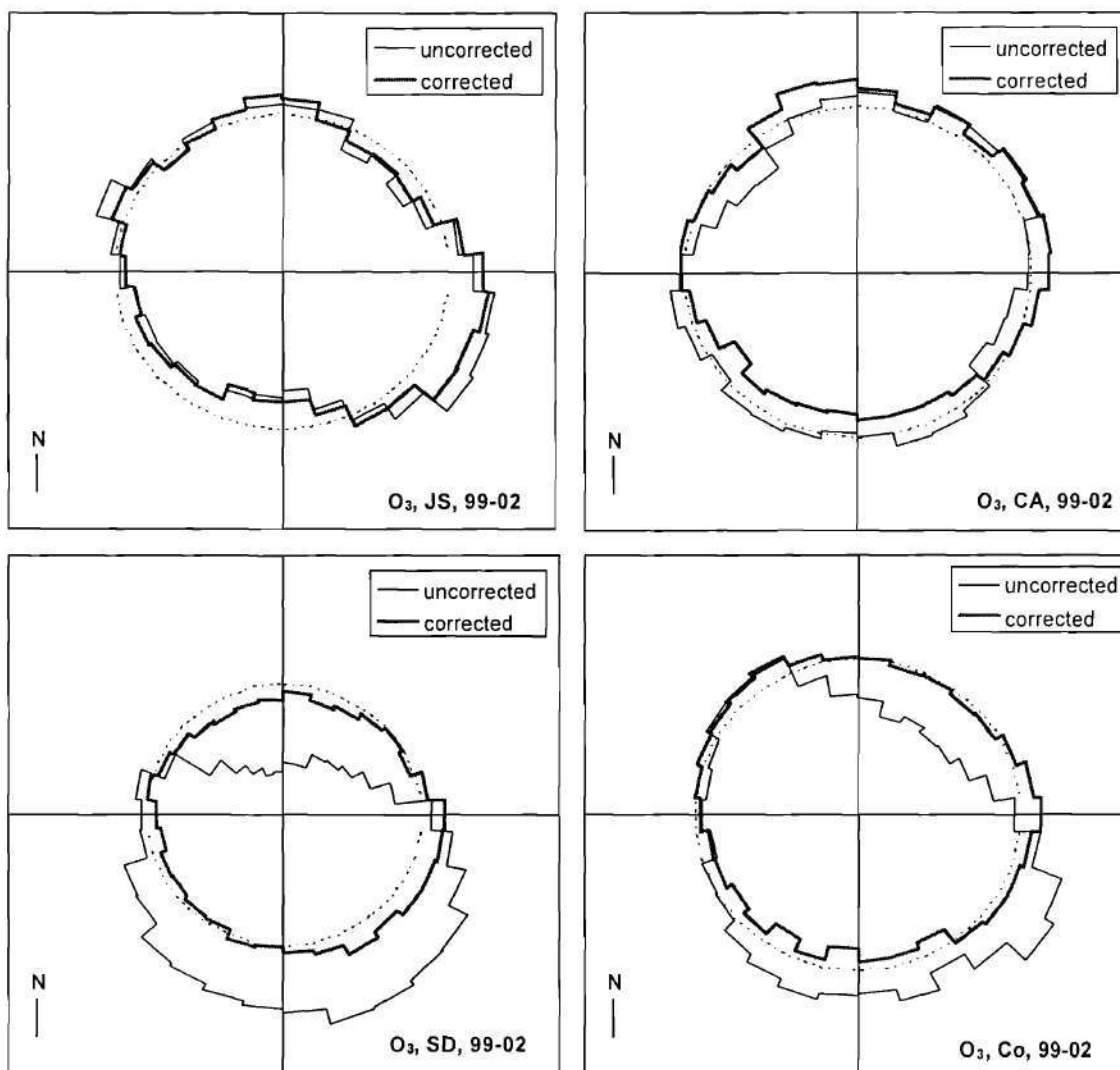 uncorrected
corrected
N
O₃, JS, 99-02
uncorrected
corrected
N
O₃, CA, 99-02
uncorrected
corrected
N
O₃, SD, 99-02
uncorrected
corrected
N
O₃, Co, 99-02